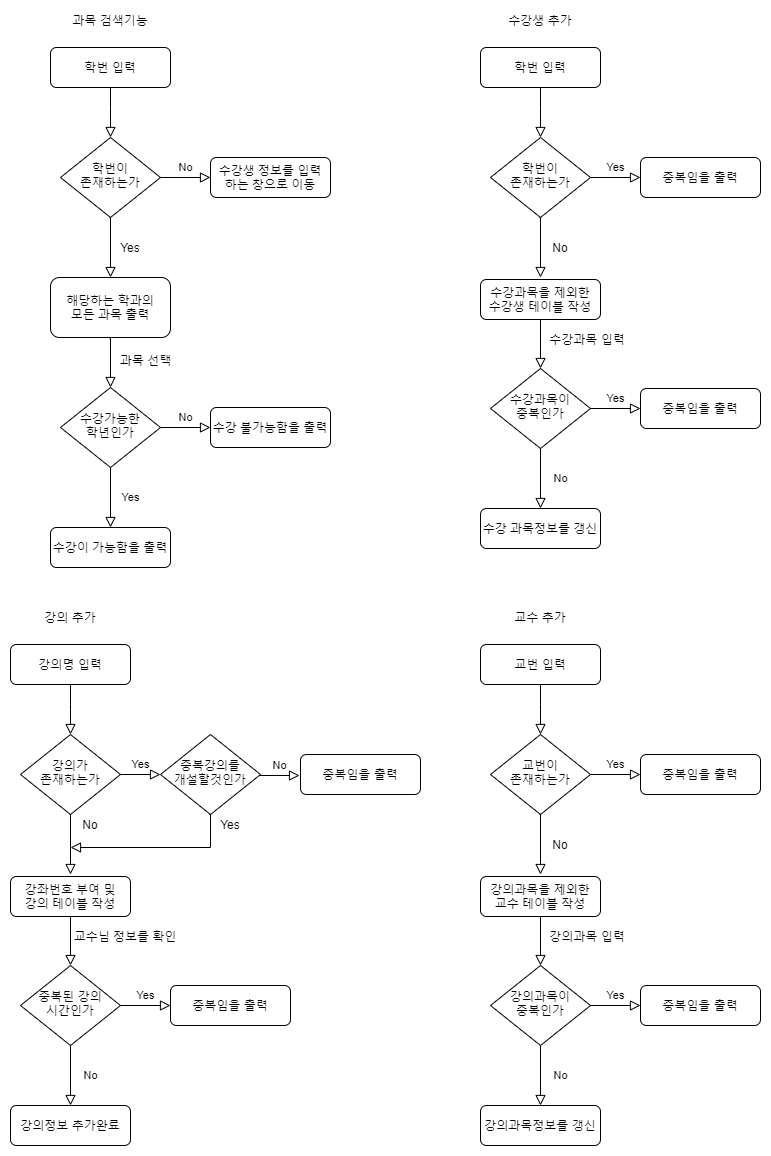 과목 검색기능
학번 입력
학번이
존재하는가
No
수강생 정보를 입력
하는 창으로 이동
Yes
해당하는 학과의
모든 과목 출력
과목 선택
수강가능한
학년인가
No
수강 불가능함을 출력
Yes
수강이 가능함을 출력
수강생 추가
학번 입력
학번이
존재하는가
Yes
중복임을 출력
No
수강과목을 제외한
수강생 테이블 작성
수강과목 입력
수강과목이
중복인가
Yes
중복임을 출력
No
수강 과목정보를 갱신
강의 추가
강의명 입력
강의가
존재하는가
Yes
중복강의를
개설할것인가
No
중복임을 출력
No
Yes
강좌번호 부여 및
강의 테이블 작성
교수님 정보를 확인
중복된 강의
시간인가
Yes
중복임을 출력
No
강의정보 추가완료
교수 추가
교번 입력
교번이
존재하는가
Yes
중복임을 출력
No
강의과목을 제외한
교수 테이블 작성
강의과목 입력
강의과목이
중복인가
Yes
중복임을 출력
No
강의과목정보를 갱신